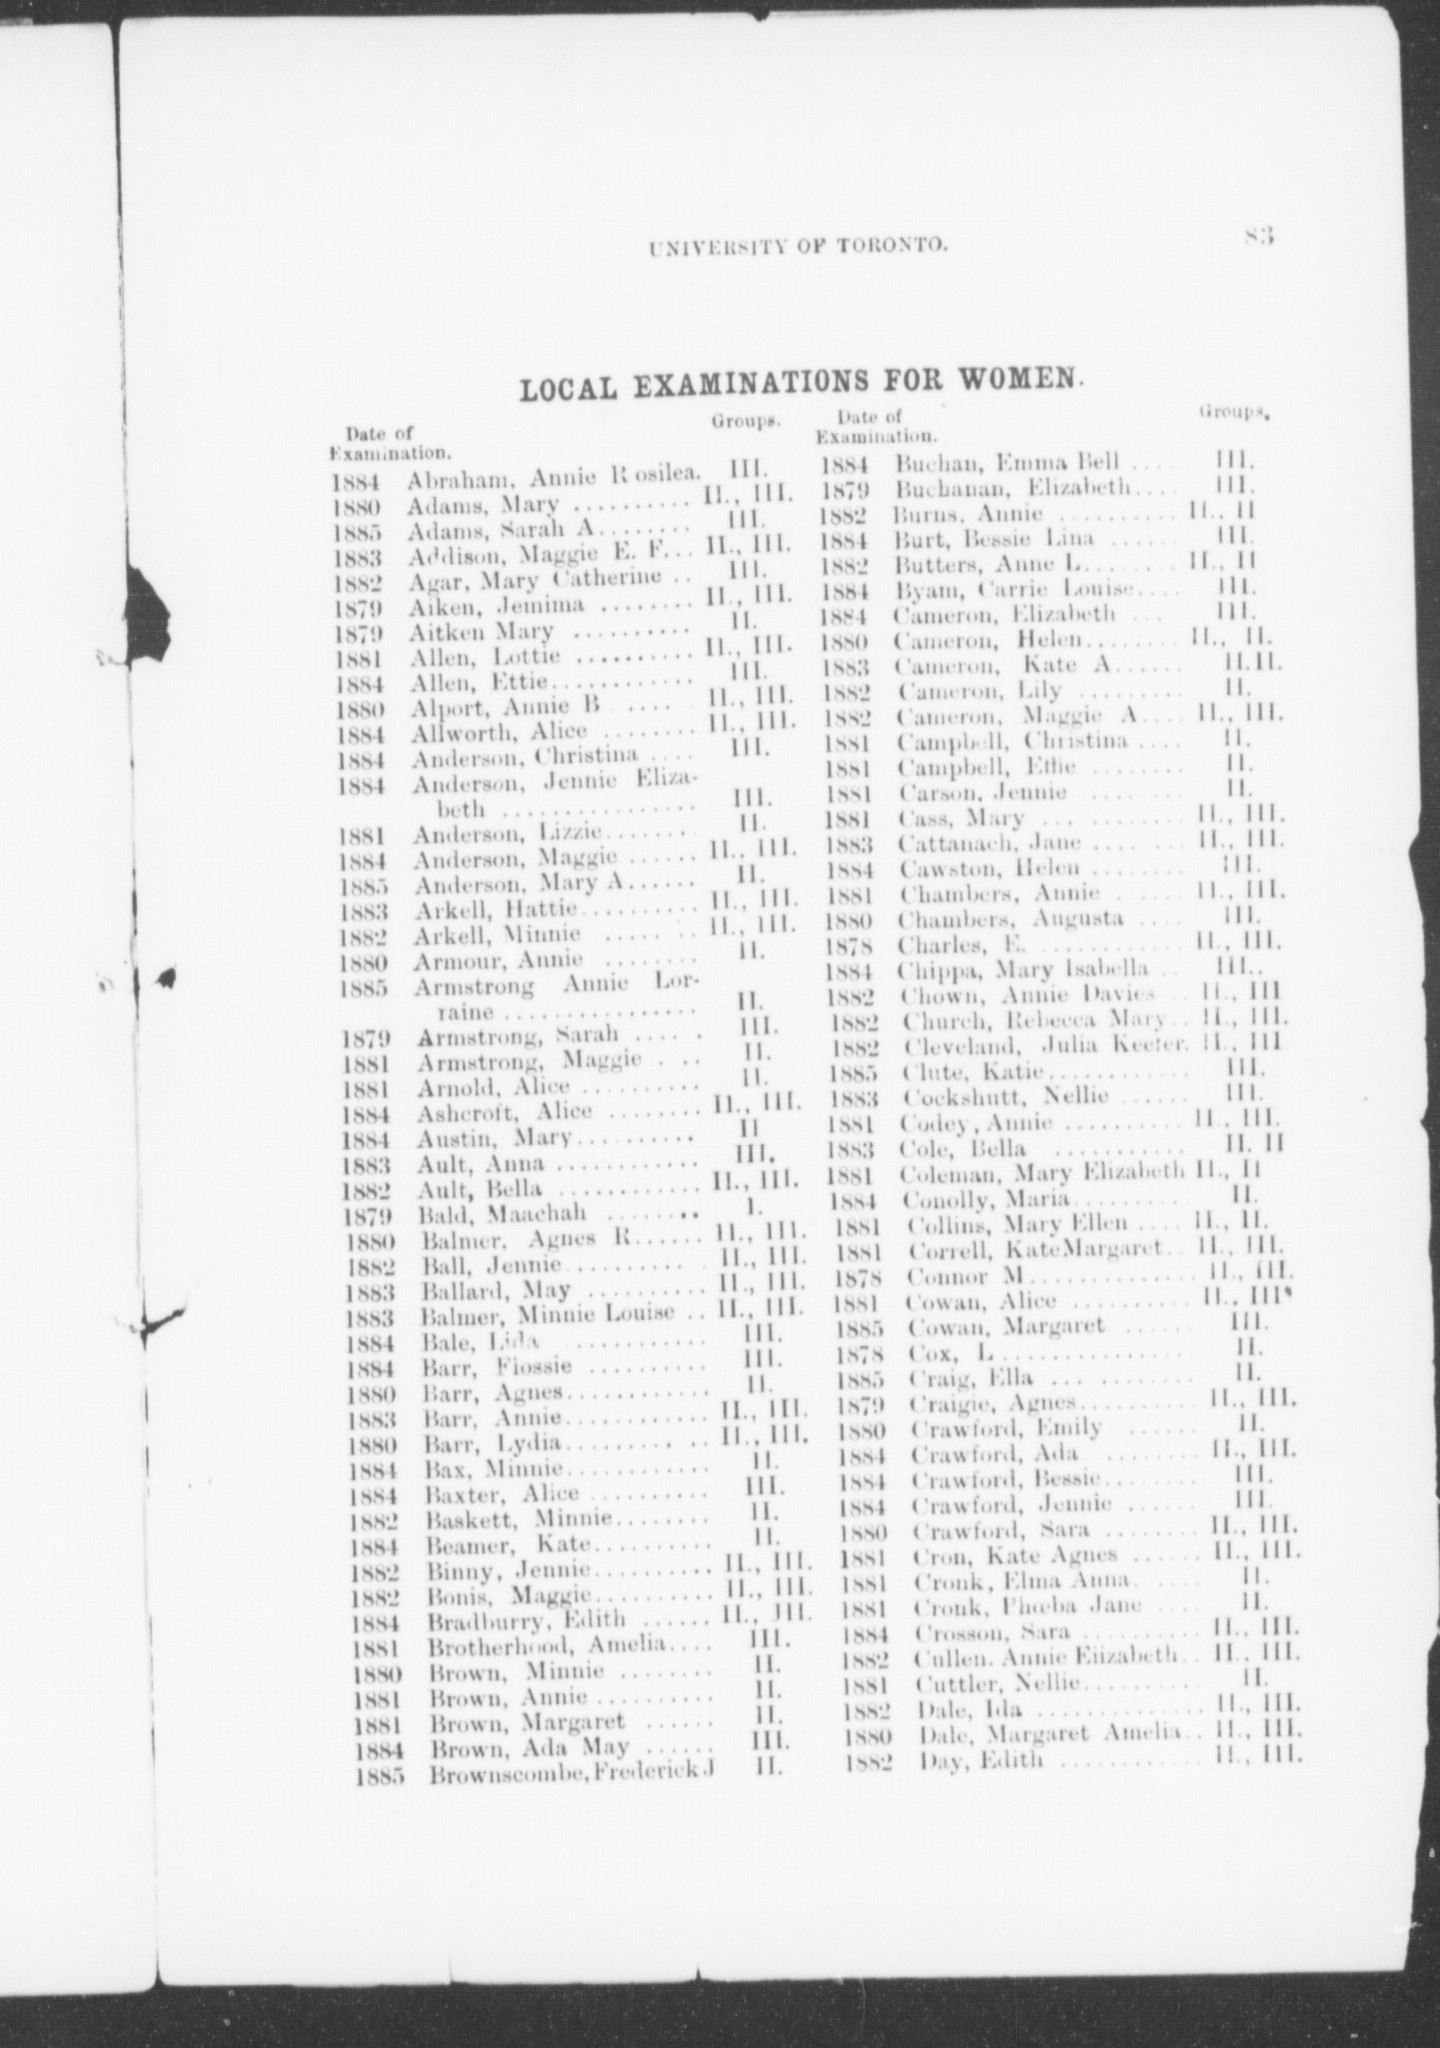 UNIVERSITY OF TORONTO. 83
LOCAL EXAMINATIONS FOR WOMEN.
Date of Examination. Groups.
1884 Abraham, Annie Rosilea. III.
1880 Adams, Mary .......... II., III.
1885 Adams, Sarah A........ III.
1883 Addison, Maggie E. F... II., III.
1882 Agar, Mary Catherine .. III.
1879 Aiken, Jemima ........ II., III.
1879 Aitken Mary .......... II.
1881 Allen, Lottie .......... II., III.
1884 Allen, Ettie............ III.
1880 Alport, Annie B .... II., III.
1884 Allworth, Alice ........ II., III.
1884 Anderson, Christina .... III.
1884 Anderson, Jennie Eliza-
beth ................ III.
1881 Anderson, Lizzie........ II.
1884 Anderson, Maggie ...... II., III.
1885 Anderson, Mary A...... II.
1883 Arkell, Hattie.......... II., III.
1882 Arkell, Minnie ..... .. II., III.
1880 Armour, Annie ........ II.
1885 Armstrong Annie Lor-
raine ................ II.
1879 Armstrong, Sarah ..... . III.
1881 Armstrong, Maggie . .. II.
1881 Arnold, Alice .......... II.
1884 Ashcroft, Alice ........ II., III.
1884 Austin, Mary.......... II
1883 Ault, Anna ............ III.
1882 Ault, Bella ............ II., III.
1879 Bald, Maachah ........ I.
1880 Balmer, Agnes R...... II., III.
1882 Ball, Jennie .......... II., III.
1883 Ballard, May .......... II., III.
1883 Balmer, Minnie Louise .. II., III.
1884 Bale, Lida ............ III.
1884 Barr, Flossie .......... III.
1880 Barr, Agnes............ II.
1883 Barr, Annie............ II., III.
1880 Barr, Lydia......... .. II., III.
1884 Bax, Minnie............ II.
1884 Baxter, Alice .......... III.
1882 Baskett, Minnie........ II.
1884 Beamer, Kate.......... II.
1882 Binny, Jennie.......... II., III.
1882 Bonis, Maggie.......... II., III.
1884 Bradburry, Edith ...... II., III.
1881 Brotherhood, Amelia.... III.
1880 Brown, Minnie ........ II.
1881 Brown, Annie .......... II.
1881 Brown, Margaret ...... II.
1884 Brown, Ada May ...... III.
1885 Brownscombe, Frederick J II.
Date of Examination. Groups.
1884 Buchan, Emma Bell .... III.
1879 Buchanan, Elizabeth.... III.
1882 Burns, Annie .......... II., II
1884 Burt, Bessie Lina ...... III.
1882 Butters, Anne L........ II., II
1884 Byam, Carrie Louise.... III.
1884 Cameron, Elizabeth .... III.
1880 Cameron, Helen........ II., II.
1883 Cameron, Kate A...... II.II.
1882 Cameron, Lily ......... II.
1882 Cameron, Maggie A.... II., III.
1881 Campbell, Christina .... II.
1881 Campbell, Effie ........ II.
1881 Carson, Jennie ........ II.
1881 Cass, Mary ... ........ II., III.
1883 Cattanach, Jane ........ II., III.
1884 Cawston, Helen ........ III.
1881 Chambers, Annie ...... II., III.
1880 Chambers, Augusta .... III.
1878 Charles, E. ............ II., III.
1884 Chippa, Mary Isabella .. III..
1882 Chown, Annie Davies .. II., III
1882 Church, Rebecca Mary.. II., III.
1882 Cleveland, Julia Keefer. II., III
1885 Clute, Katie............ III.
1883 Cockshutt, Nellie ...... III.
1881 Codey, Annie .......... II., III.
1883 Cole, Bella ........... II. II
1881 Coleman, Mary Elizabeth II., II
1884 Conolly, Maria......... II.
1881 Collins, Mary Ellen .... II., II.
1881 Correll, KateMargaret.. II., III.
1878 Connor M.............. II., III.
1881 Cowan, Alice .......... II., III
1885 Cowan, Margaret ...... III.
1878 Cox, L................ II.
1885 Craig, Ella ... ........ II.
1879 Craigie, Agnes.......... II., III.
1880 Crawford, Emily ...... II.
1884 Crawford, Ada ........ II., III.
1884 Crawford, Bessie........ III.
1884 Crawford, Jennie ...... III.
1880 Crawford, Sara ........ II., III.
1881 Cron, Kate Agnes ...... II., III.
1881 Cronk, Elma Anna...... II.
1881 Cronk, Phœba Jane .... II.
1884 Crosson, Sara .......... II., III.
1882 Cullen. Annie Elizabeth.. II., III.
1881 Cuttler, Nellie.......... II.
1882 Dale, Ida .............. II., III.
1880 Dale, Margaret Amelia.. II., III.
1882 Day, Edith ............ II., III.